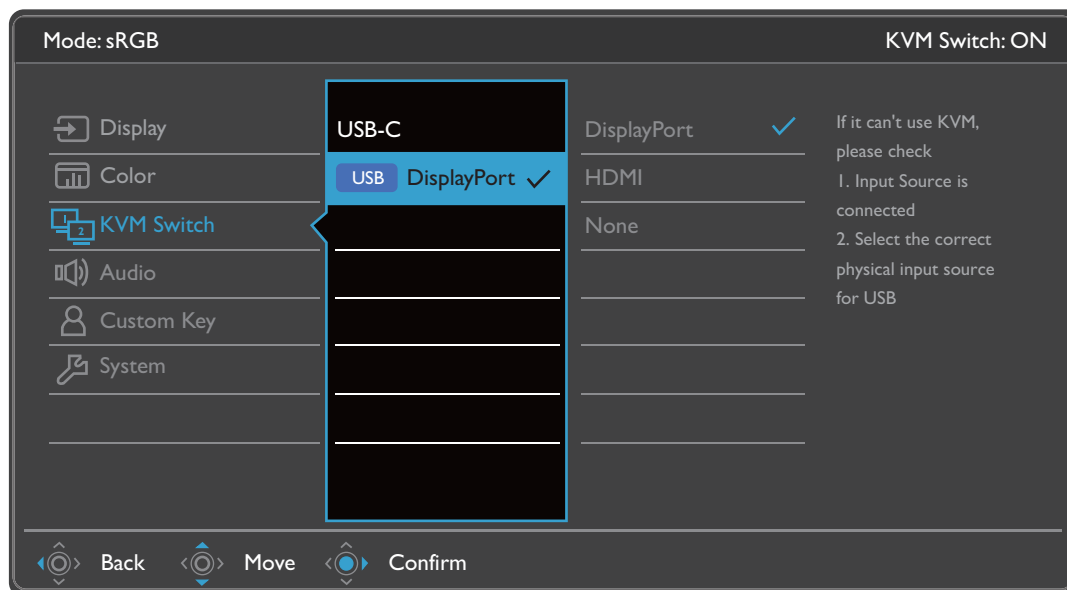 Mode: sRGB
KVM Switch: ON
Display
Color
1
2
KVM Switch
Audio
Custom Key
System
USB-C
USB DisplayPort
DisplayPort
HDMI
None
If it can't use KVM,
please check
1. Input Source is
connected
2. Select the correct
physical input source
for USB
Back
Move
Confirm